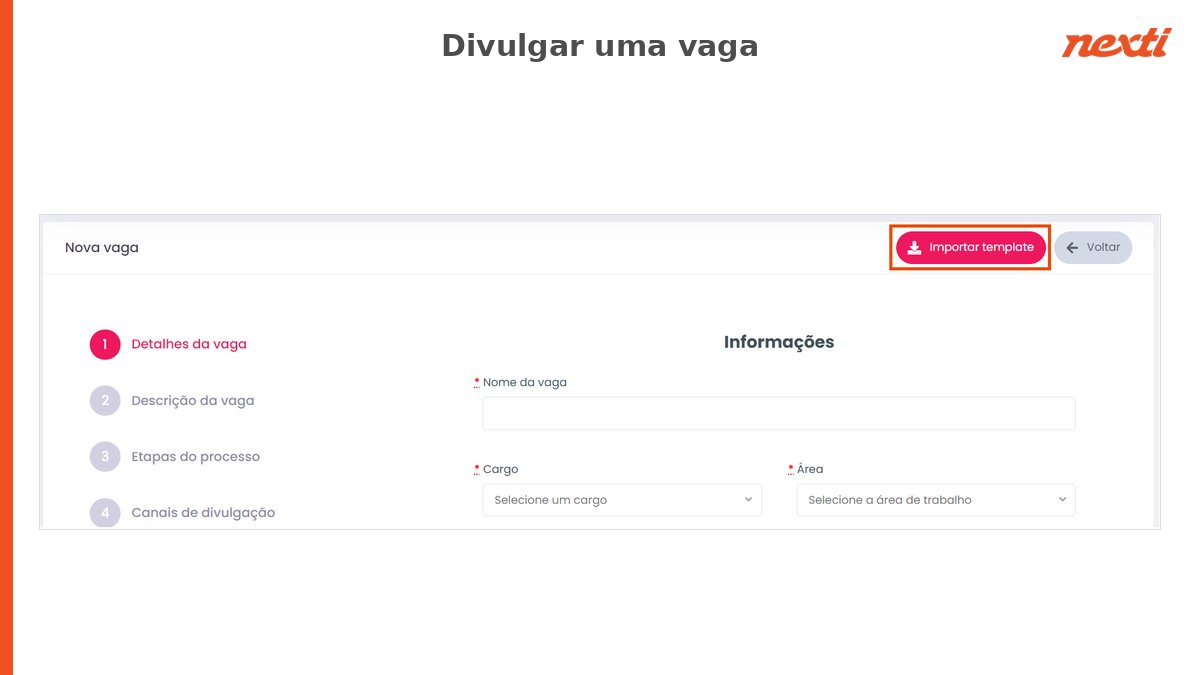 Divulgar uma vaga
nexti
Nova vaga
Importar template
Voltar
1 Detalhes da vaga
2 Descrição da vaga
3 Etapas do processo
4 Canais de divulgação
Informações
* Nome da vaga
* Cargo
* Área
Selecione um cargo
Selecione a área de trabalho